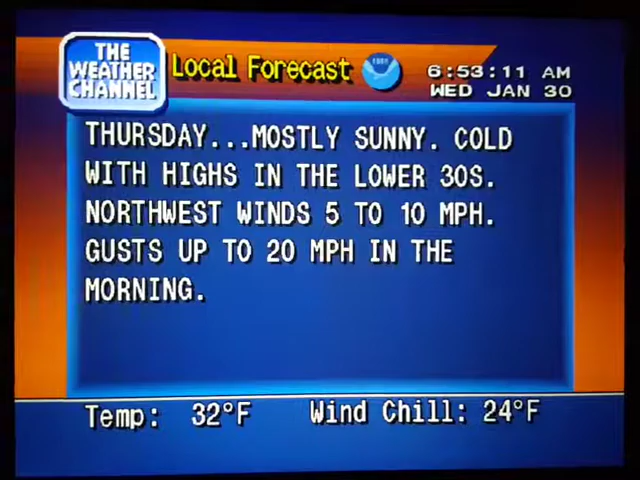 THE
WEATHER
CHANNEL
Local Forecast
6:53:11 AM
WED JAN 30
THURSDAY...MOSTLY SUNNY. COLD
WITH HIGHS IN THE LOWER 30S.
NORTHWEST WINDS 5 TO 10 MPH.
GUSTS UP TO 20 MPH IN THE
MORNING.
Temp: 32°F Wind Chill: 24°F